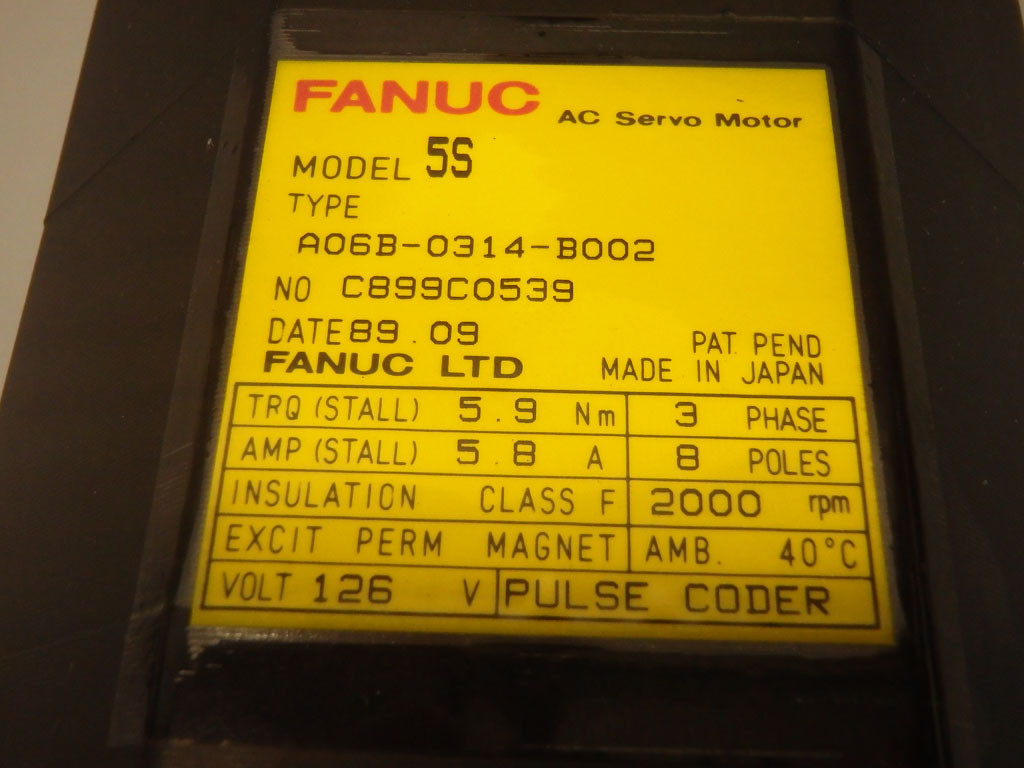 FANUC AC Servo Motor
MODEL 5S
TYPE
A06B-0314-B002
NO C899C0539
DATE 89.09 PAT. PEND
FANUC LTD MADE IN JAPAN
TRQ (STALL) 5.9 Nm 3 PHASE
AMP (STALL) 5.8 A 8 POLES
INSULATION CLASS F 2000 rpm
EXCIT PERM MAGNET AMB. 40°C
VOLT 126 V PULSE CODER